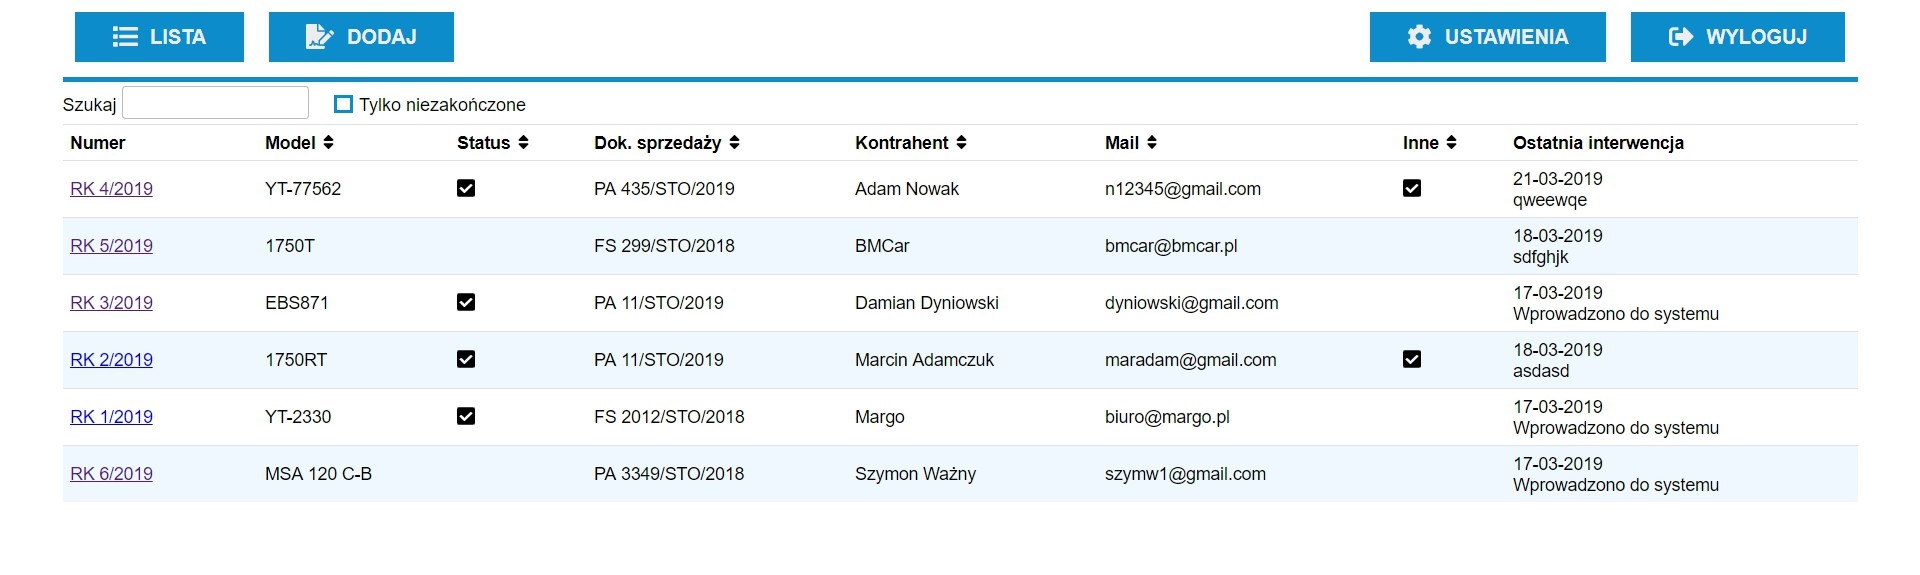 LISTA DODAJ USTAWIENIA WYLOGUJ
Szukaj Tylko niezakończone
Numer Model Status Dok. sprzedaży Kontrahent Mail Inne Ostatnia interwencja
RK 4/2019 YT-77562 PA 435/STO/2019 Adam Nowak n12345@gmail.com 21-03-2019
qweewqe
RK 5/2019 1750T FS 299/STO/2018 BMCar bmcar@bmcar.pl 18-03-2019
sdfghjk
RK 3/2019 EBS871 PA 11/STO/2019 Damian Dyniowski dyniowski@gmail.com 17-03-2019
Wprowadzono do systemu
RK 2/2019 1750RT PA 11/STO/2019 Marcin Adamczuk maradam@gmail.com 18-03-2019
asdasd
RK 1/2019 YT-2330 FS 2012/STO/2018 Margo biuro@margo.pl 17-03-2019
Wprowadzono do systemu
RK 6/2019 MSA 120 C-B PA 3349/STO/2018 Szymon Ważny szymw1@gmail.com 17-03-2019
Wprowadzono do systemu